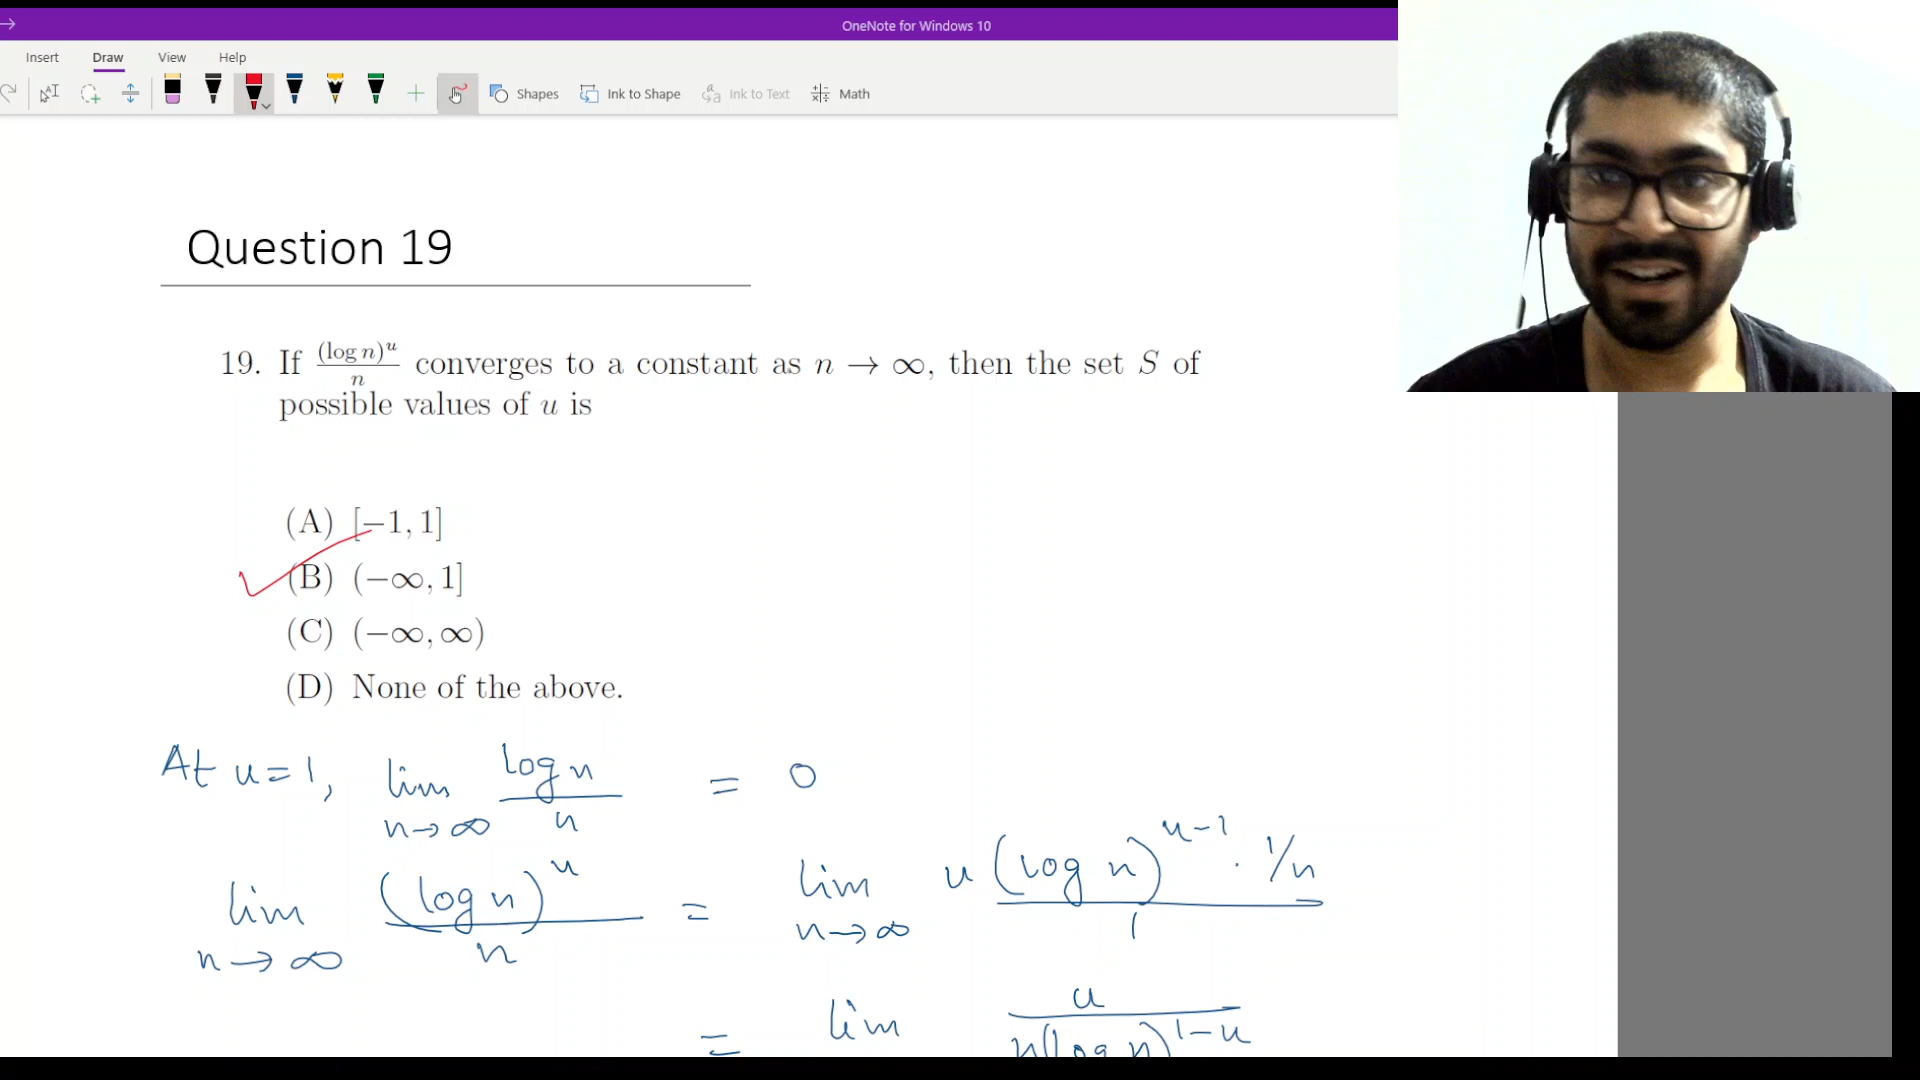 OneNote for Windows 10
Insert Draw View Help
Shapes Ink to Shape Ink to Text Math
Question 19
19. If (log n)^u / n converges to a constant as n → ∞, then the set S of
possible values of u is
(A) [−1, 1]
(B) (−∞, 1]
(C) (−∞, ∞)
(D) None of the above.
At u=1, lim n→∞ log n / n = 0
lim n→∞ (log n)^u / n = lim n→∞ u (log n)^{u-1} · 1/n / 1
= lim u / n(log n)^{1-u}